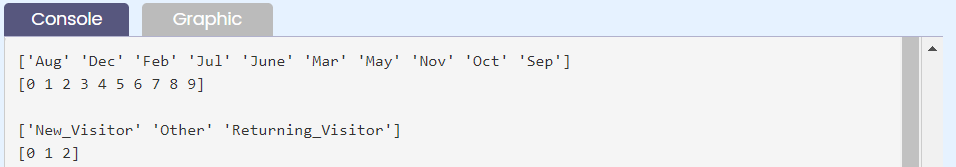 Console Graphic
['Aug' 'Dec' 'Feb' 'Jul' 'June' 'Mar' 'May' 'Nov' 'Oct' 'Sep']
[0 1 2 3 4 5 6 7 8 9]
['New_Visitor' 'Other' 'Returning_Visitor']
[0 1 2]